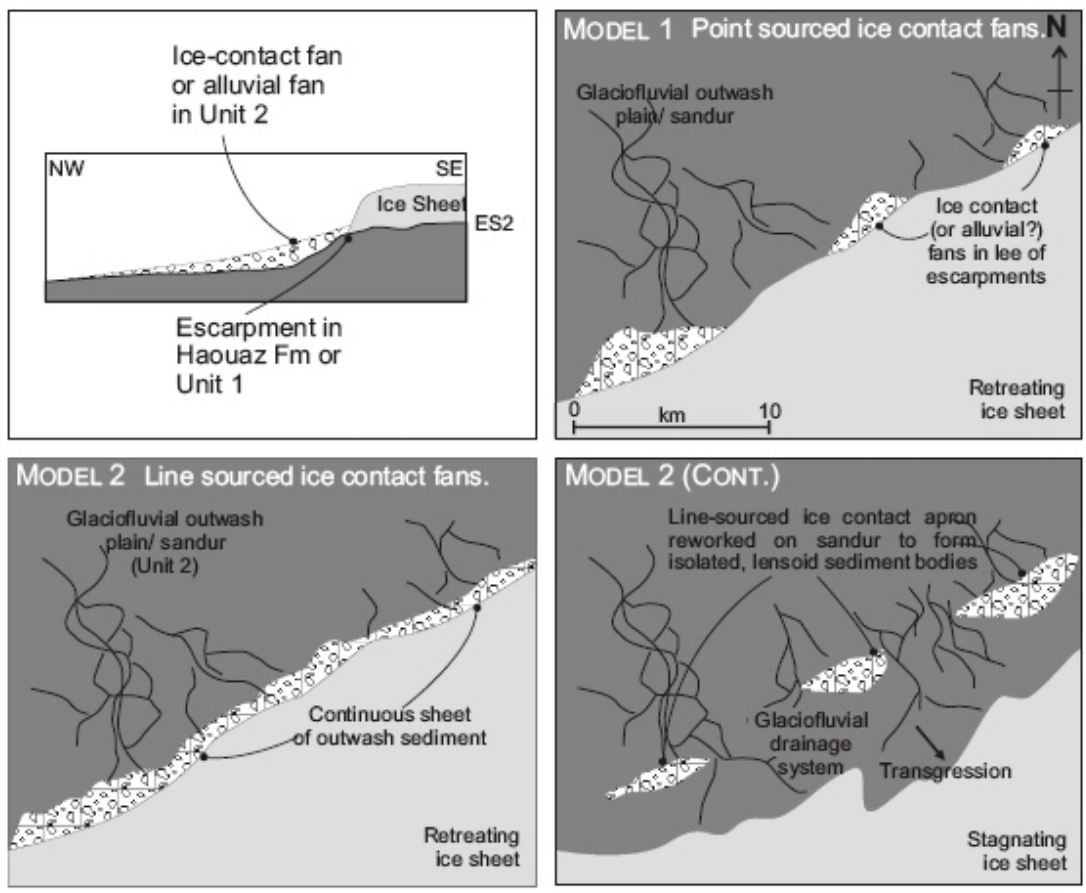 Ice-contact fan
or alluvial fan
in Unit 2
NW
SE
Ice Sheet
ES2
Escarpment in
Haouaz Fm or
Unit 1
MODEL 1 Point sourced ice contact fans.
N
Glaciofluvial outwash
plain/ sandur
Ice contact
(or alluvial?)
fans in lee of
escarpments
Retreating
ice sheet
0
km
10
MODEL 2 Line sourced ice contact fans.
Glaciofluvial outwash
plain/ sandur
(Unit 2)
Continuous sheet
of outwash sediment
Retreating
ice sheet
MODEL 2 (CONT.)
Line-sourced ice contact apron
reworked on sandur to form
isolated, lensoid sediment bodies
Glaciofluvial
drainage
system
Transgression
Stagnating
ice sheet